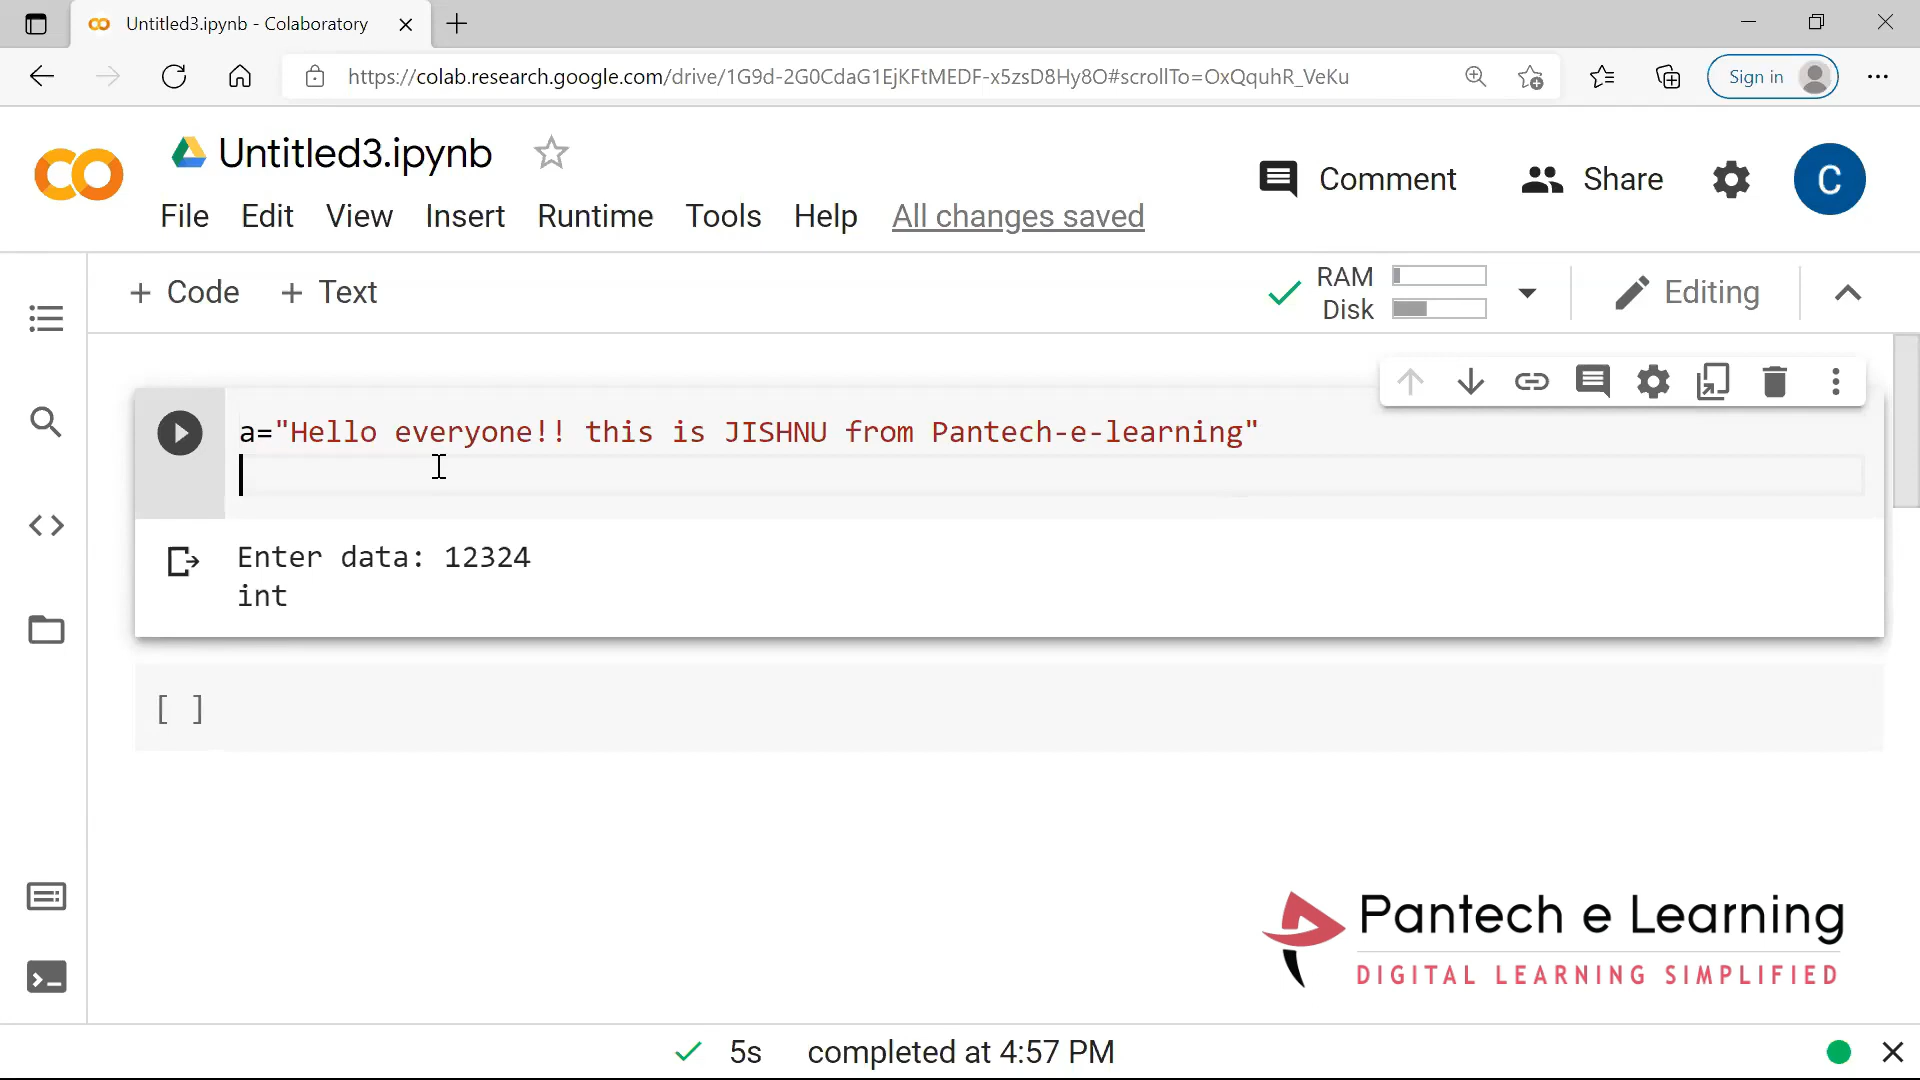 Untitled3.ipynb - Colaboratory
https://colab.research.google.com/drive/1G9d-2G0CdaG1EjKFtMEDF-x5zsD8Hy8O#scrollTo=OxQquhR_VeKu
Sign in
Untitled3.ipynb
Comment Share C
File Edit View Insert Runtime Tools Help All changes saved
+ Code + Text
RAM
Disk
Editing
a="Hello everyone!! this is JISHNU from Pantech-e-learning"
Enter data: 12324
int
[ ]
Pantech e Learning
DIGITAL LEARNING SIMPLIFIED
5s completed at 4:57 PM